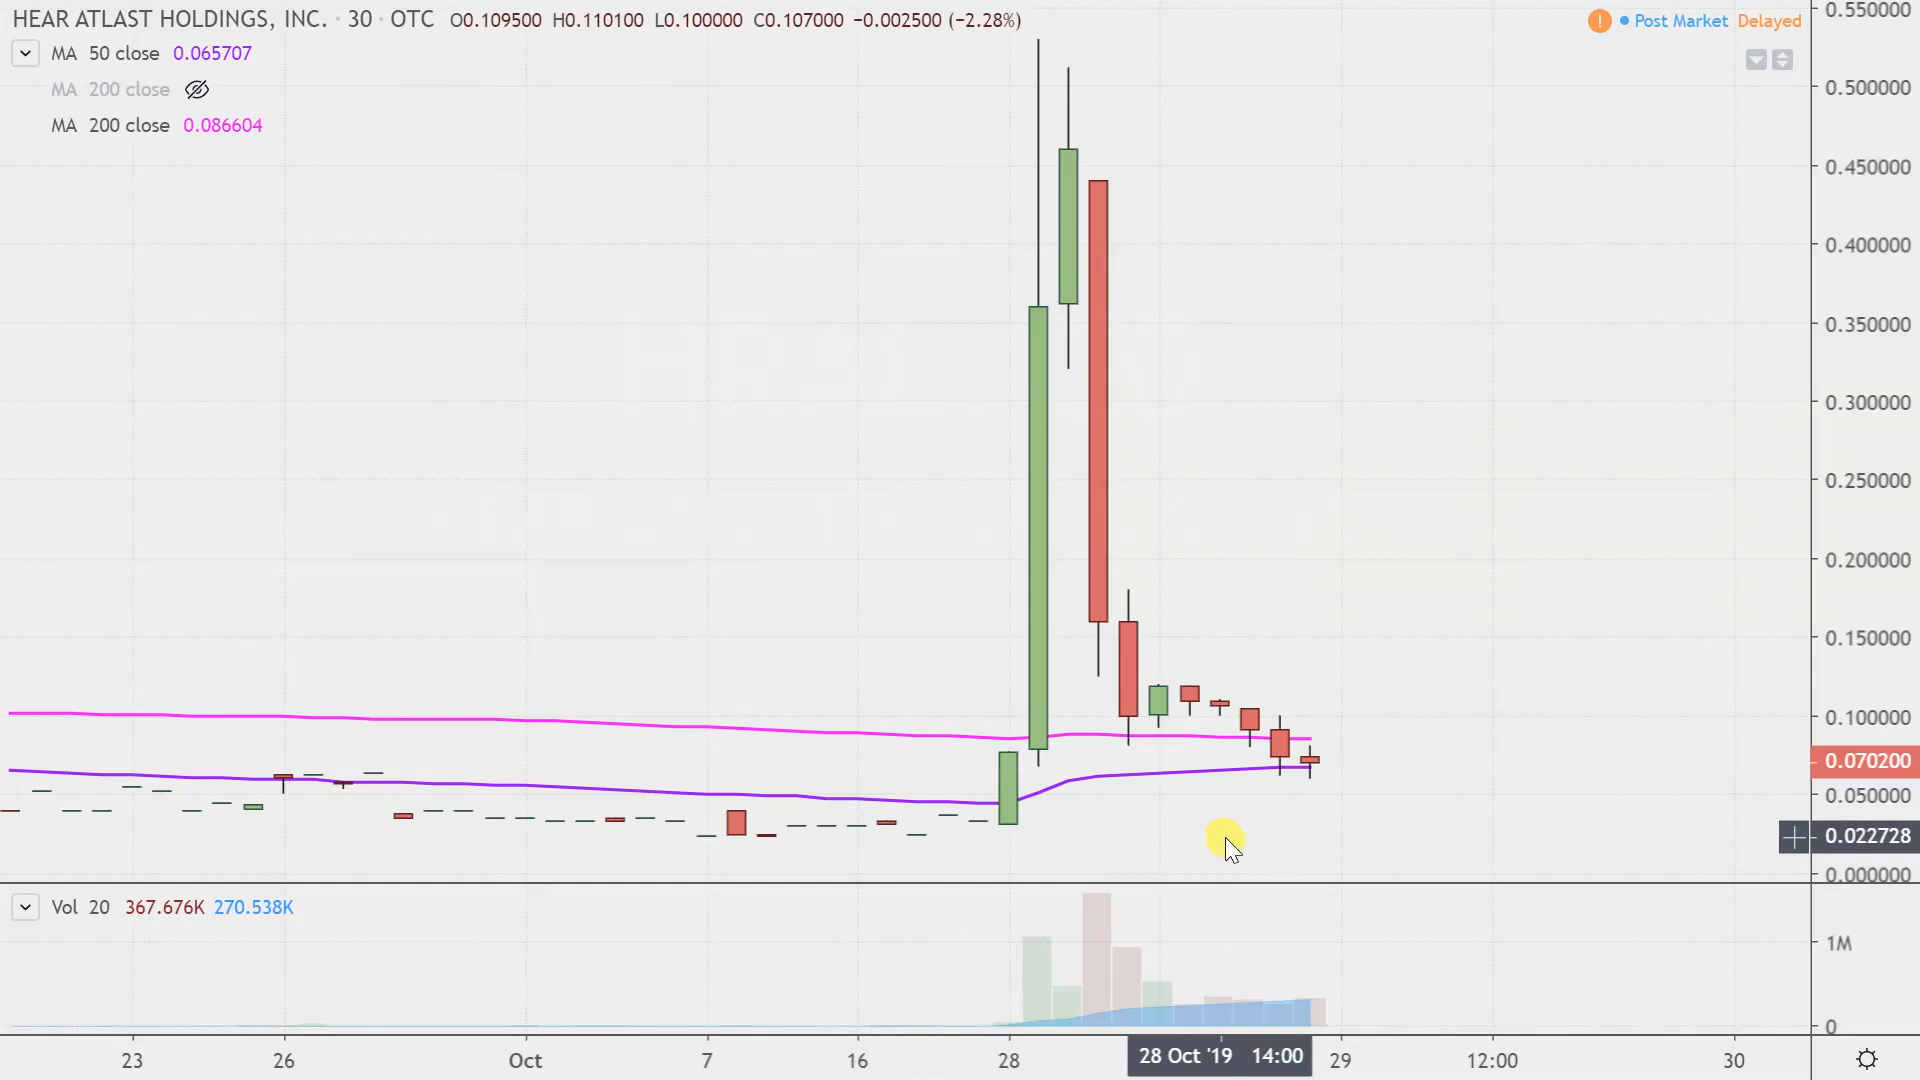 HEAR ATLAST HOLDINGS, INC. · 30 · OTC O0.109500 H0.110100 L0.100000 C0.107000 −0.002500 (−2.28%)
! Post Market Delayed
MA 50 close 0.065707
MA 200 close
MA 200 close 0.086604
0.550000
0.500000
0.450000
0.400000
0.350000
0.300000
0.250000
0.200000
0.150000
0.100000
0.070200
0.050000
0.022728
0.000000
Vol 20 367.676K 270.538K
1M
0
23 26 Oct 7 16 28 28 Oct '19 14:00 29 12:00 30